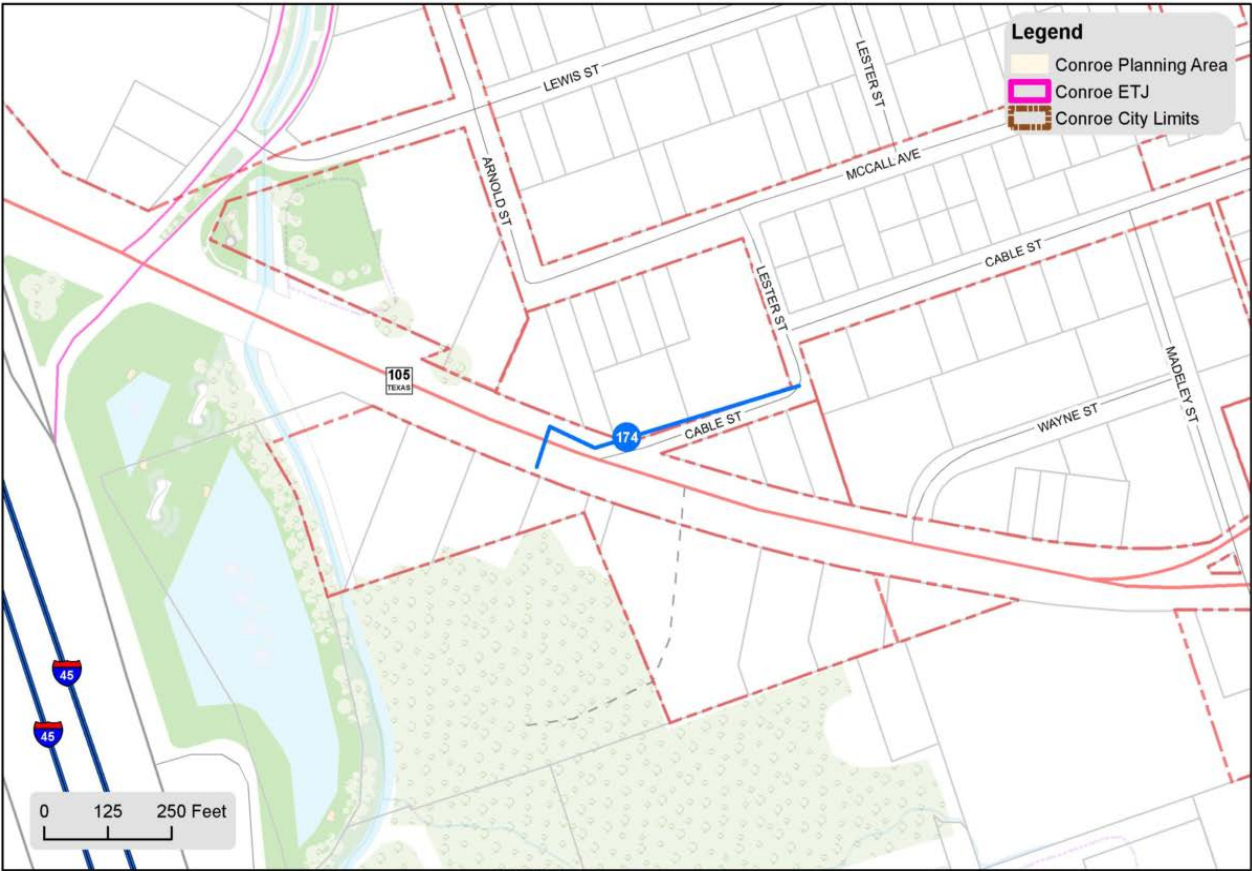 Legend
Conroe Planning Area
Conroe ETJ
Conroe City Limits
LEWIS ST
LESTER ST
ARNOLD ST
MCCALL AVE
CABLE ST
LESTER ST
MADELEY ST
105
TEXAS
174
CABLE ST
WAYNE ST
45
45
0 125 250 Feet